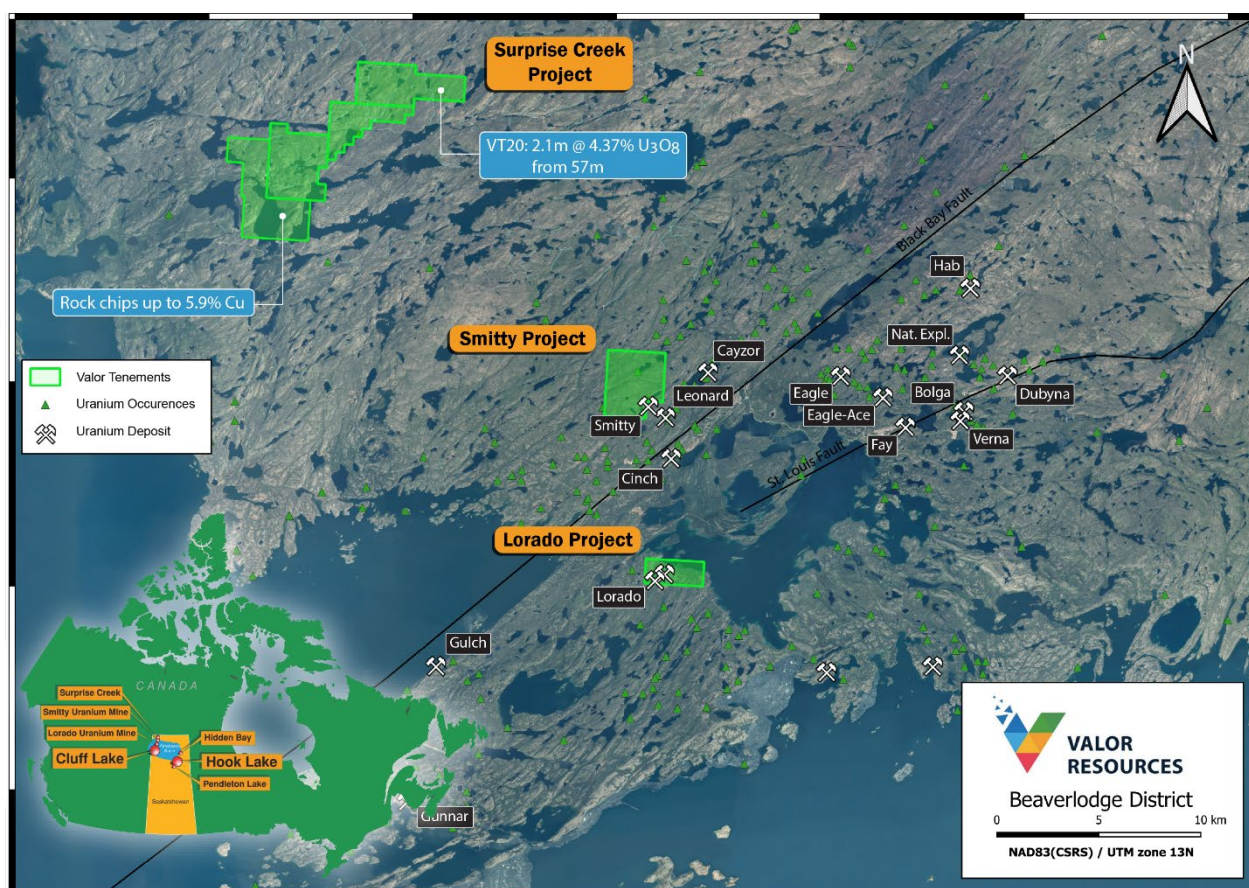 Surprise Creek
Project
N
VT20: 2.1m @ 4.37% U3O8
from 57m
Black Bay Fault
Hab
Rock chips up to 5.9% Cu
Smitty Project
Nat. Expl.
Cayzor
Valor Tenements
Uranium Occurences
Uranium Deposit
Leonard
Eagle
Bolga
Dubyna
Eagle-Ace
Smitty
Fay
Verna
St. Louis Fault
Cinch
Lorado Project
Lorado
Gulch
CANADA
Surprise Creek
Smitty Uranium Mine
Lorado Uranium Mine
Hidden Bay
Cluff Lake
Hook Lake
Pendleton Lake
Saskatchewan
Gunnar
VALOR
RESOURCES
Beaverlodge District
0 5 10 km
NAD83(CSRS) / UTM zone 13N